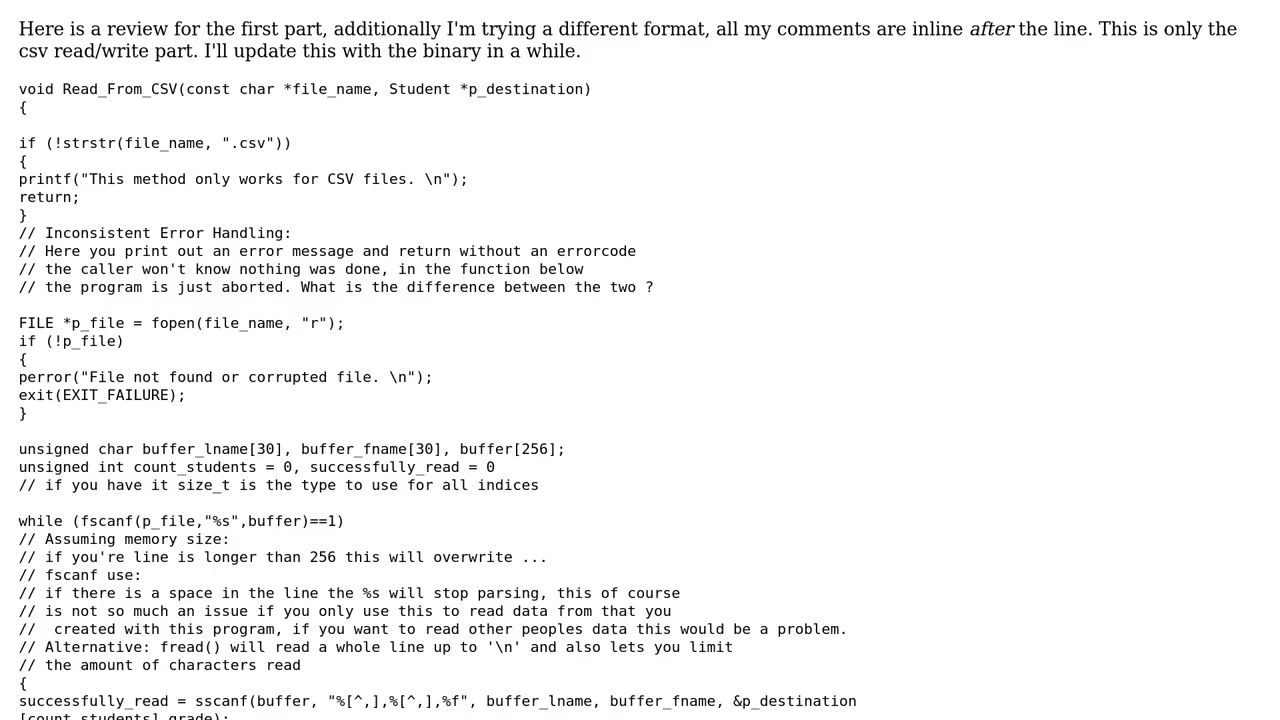 Here is a review for the first part, additionally I'm trying a different format, all my comments are inline after the line. This is only the
csv read/write part. I'll update this with the binary in a while.
void Read_From_CSV(const char *file_name, Student *p_destination)
{
if (!strstr(file_name, ".csv"))
{
printf("This method only works for CSV files. \n");
return;
}
// Inconsistent Error Handling:
// Here you print out an error message and return without an errorcode
// the caller won't know nothing was done, in the function below
// the program is just aborted. What is the difference between the two ?
FILE *p_file = fopen(file_name, "r");
if (!p_file)
{
perror("File not found or corrupted file. \n");
exit(EXIT_FAILURE);
}
unsigned char buffer_lname[30], buffer_fname[30], buffer[256];
unsigned int count_students = 0, successfully_read = 0
// if you have it size_t is the type to use for all indices
while (fscanf(p_file,"%s",buffer)==1)
// Assuming memory size:
// if you're line is longer than 256 this will overwrite ...
// fscanf use:
// if there is a space in the line the %s will stop parsing, this of course
// is not so much an issue if you only use this to read data from that you
//  created with this program, if you want to read other peoples data this would be a problem.
// Alternative: fread() will read a whole line up to '\n' and also lets you limit
// the amount of characters read
{
successfully_read = sscanf(buffer, "%[^,],%[^,],%f", buffer_lname, buffer_fname, &p_destination
[count_students].grade);